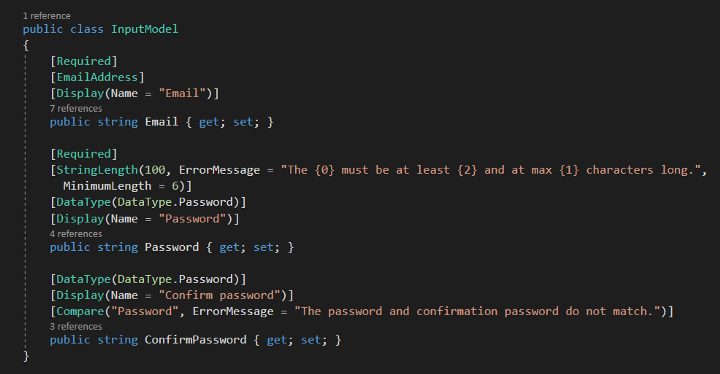 1 reference
public class InputModel
{
[Required]
[EmailAddress]
[Display(Name = "Email")]
7 references
public string Email { get; set; }
[Required]
[StringLength(100, ErrorMessage = "The {0} must be at least {2} and at max {1} characters long.",
MinimumLength = 6)]
[DataType(DataType.Password)]
[Display(Name = "Password")]
4 references
public string Password { get; set; }
[DataType(DataType.Password)]
[Display(Name = "Confirm password")]
[Compare("Password", ErrorMessage = "The password and confirmation password do not match.")]
3 references
public string ConfirmPassword { get; set; }
}